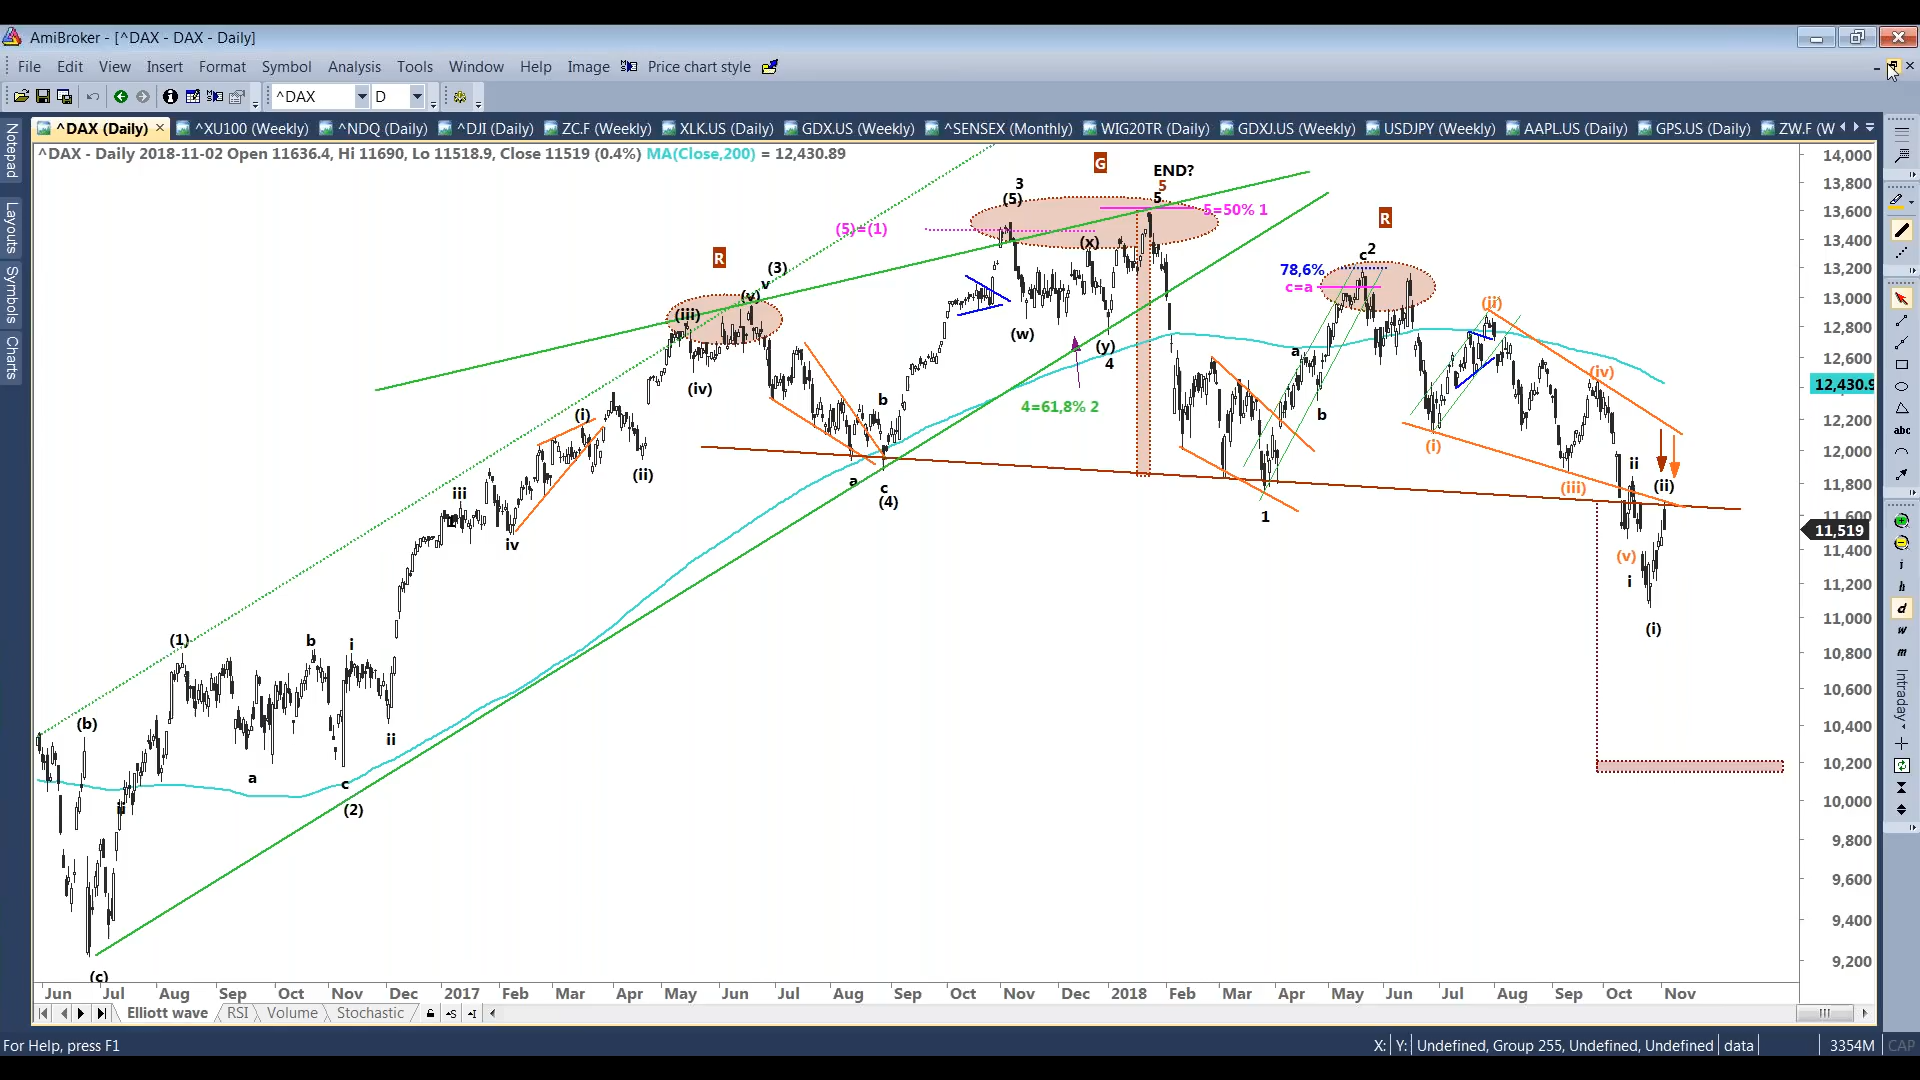 AmiBroker - [^DAX - DAX - Daily]
File Edit View Insert Format Symbol Analysis Tools Window Help Image Price chart style
^DAX D
^DAX (Daily) ^XU100 (Weekly) ^NDQ (Daily) ^DJI (Daily) ZC.F (Weekly) XLK.US (Daily) GDX.US (Weekly) ^SENSEX (Monthly) WIG20TR (Daily) GDXJ.US (Weekly) USDJPY (Weekly) AAPL.US (Daily) GPS.US (Daily) ZW.F (W
Notepad
Layouts
Symbols
Charts
^DAX - Daily 2018-11-02 Open 11636.4, Hi 11690, Lo 11518.9, Close 11519 (0.4%) MA(Close,200) = 12,430.89
G
END?
5
3
(5)
5
5=50% 1
R
(5)=(1)
(x)
R
(3)
v
(v)
(iii)
2
c
78,6%
c=a
(ii)
(iv)
(w)
(y)
4
4=61,8% 2
a
b
(iv)
b
(i)
(ii)
a
c
(4)
iii
iv
1
(i)
(iii)
ii
(ii)
(v)
i
(i)
(1)
b
i
(b)
ii
a
c
(2)
ii
(c)
14,000
13,800
13,600
13,400
13,200
13,000
12,800
12,600
12,430.9
12,200
12,000
11,800
11,600
11,519
11,400
11,200
11,000
10,800
10,600
10,400
10,200
10,000
9,800
9,600
9,400
9,200
abc
i
h
d
w
m
Intraday
Jun Jul Aug Sep Oct Nov Dec 2017 Feb Mar Apr May Jun Jul Aug Sep Oct Nov Dec 2018 Feb Mar Apr May Jun Jul Aug Sep Oct Nov
Elliott wave RSI Volume Stochastic
For Help, press F1
X: Y: Undefined, Group 255, Undefined, Undefined data 3354M CAP